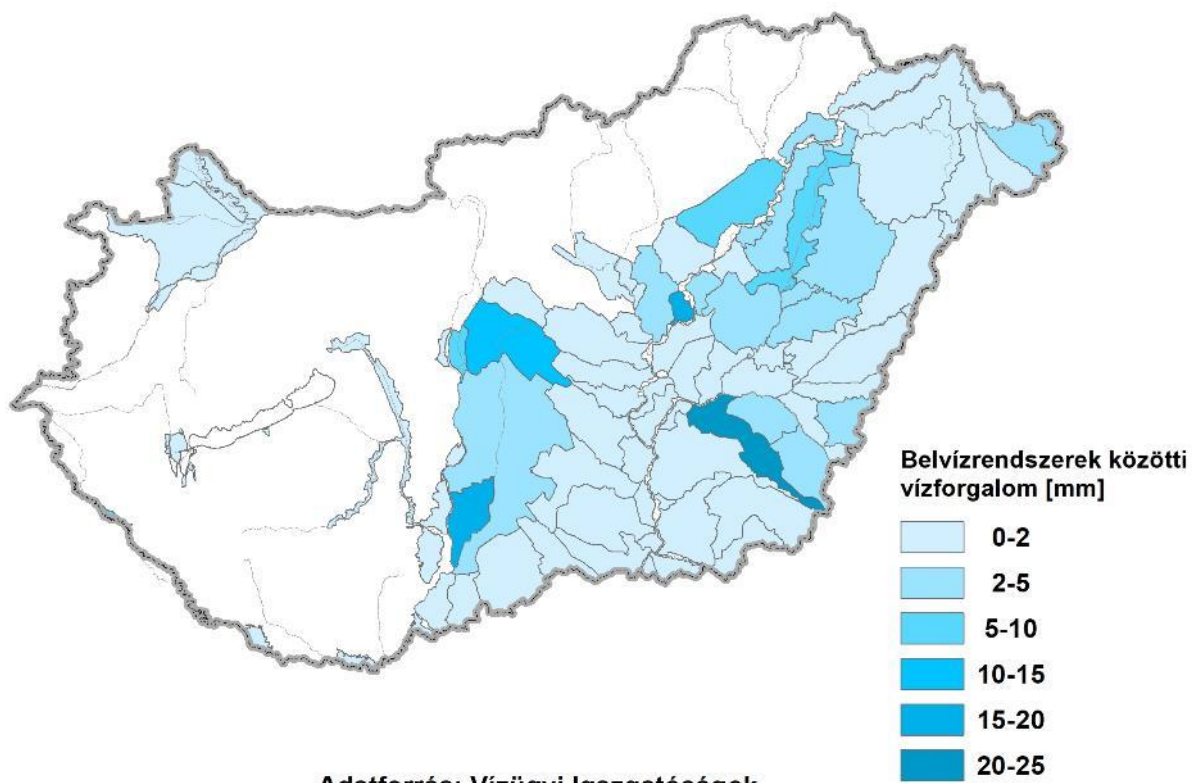 Belvízrendszerek közötti
vízforgalom [mm]
0-2
2-5
5-10
10-15
15-20
20-25
Adatforrás: Vízügyi Igazgatóságok